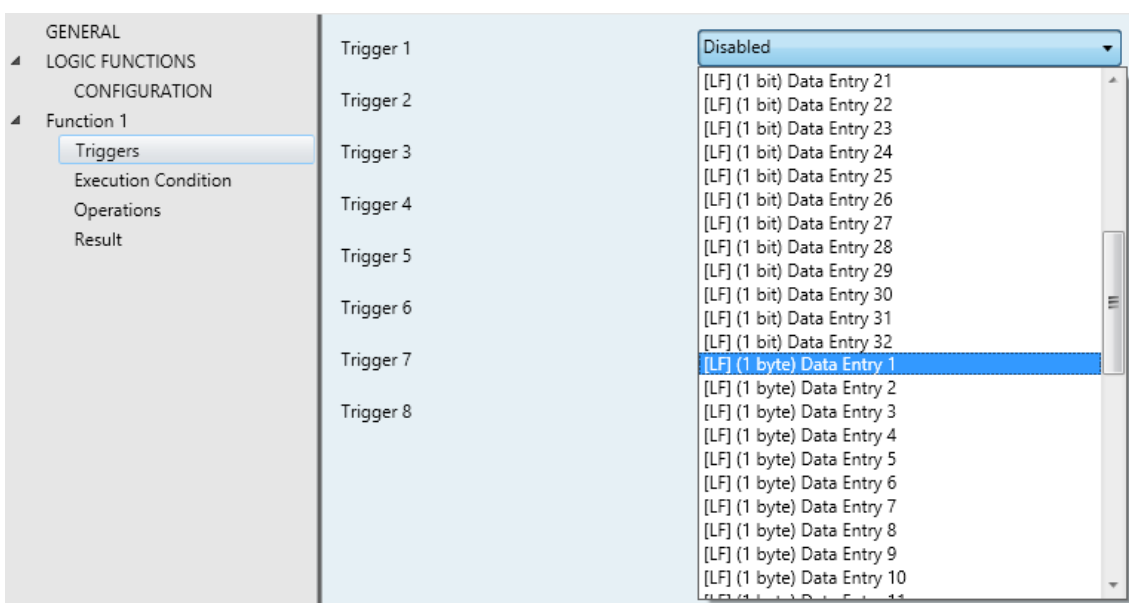 GENERAL
LOGIC FUNCTIONS
CONFIGURATION
Function 1
Triggers
Execution Condition
Operations
Result
Trigger 1
Trigger 2
Trigger 3
Trigger 4
Trigger 5
Trigger 6
Trigger 7
Trigger 8
Disabled
[LF] (1 bit) Data Entry 21
[LF] (1 bit) Data Entry 22
[LF] (1 bit) Data Entry 23
[LF] (1 bit) Data Entry 24
[LF] (1 bit) Data Entry 25
[LF] (1 bit) Data Entry 26
[LF] (1 bit) Data Entry 27
[LF] (1 bit) Data Entry 28
[LF] (1 bit) Data Entry 29
[LF] (1 bit) Data Entry 30
[LF] (1 bit) Data Entry 31
[LF] (1 bit) Data Entry 32
[LF] (1 byte) Data Entry 1
[LF] (1 byte) Data Entry 2
[LF] (1 byte) Data Entry 3
[LF] (1 byte) Data Entry 4
[LF] (1 byte) Data Entry 5
[LF] (1 byte) Data Entry 6
[LF] (1 byte) Data Entry 7
[LF] (1 byte) Data Entry 8
[LF] (1 byte) Data Entry 9
[LF] (1 byte) Data Entry 10